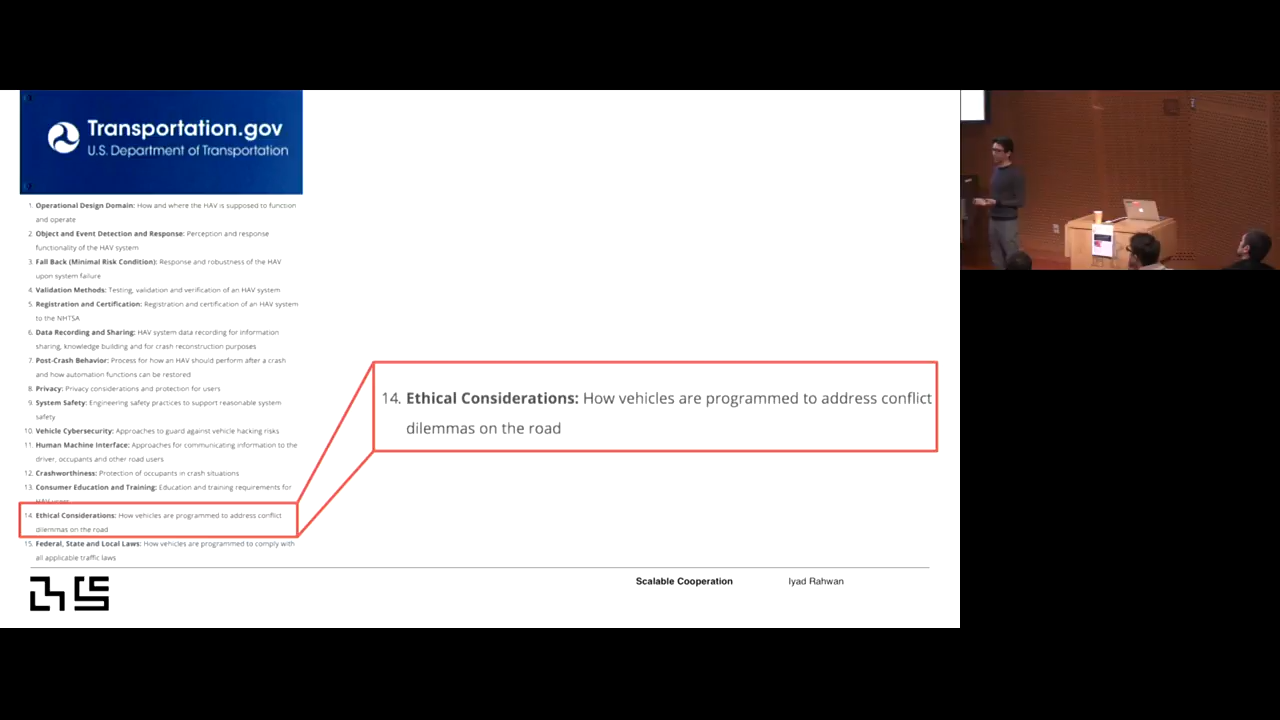 Transportation.gov
U.S. Department of Transportation
1. Operational Design Domain: How and where the HAV is supposed to function
and operate
2. Object and Event Detection and Response: Perception and response
functionality of the HAV system
3. Fall Back (Minimal Risk Condition): Response and robustness of the HAV
upon system failure
4. Validation Methods: Testing, validation and verification of an HAV system
5. Registration and Certification: Registration and certification of an HAV system
to the NHTSA
6. Data Recording and Sharing: HAV system data recording for information
sharing, knowledge building and for crash reconstruction purposes
7. Post-Crash Behavior: Process for how an HAV should perform after a crash
and how automation functions can be restored
8. Privacy: Privacy considerations and protection for users
9. System Safety: Engineering safety practices to support reasonable system
safety
10. Vehicle Cybersecurity: Approaches to guard against vehicle hacking risks
11. Human Machine Interface: Approaches for communicating information to the
driver, occupants and other road users
12. Crashworthiness: Protection of occupants in crash situations
13. Consumer Education and Training: Education and training requirements for
HAV users
14. Ethical Considerations: How vehicles are programmed to address conflict
dilemmas on the road
15. Federal, State and Local Laws: How vehicles are programmed to comply with
all applicable traffic laws
14. Ethical Considerations: How vehicles are programmed to address conflict
dilemmas on the road
Scalable Cooperation
Iyad Rahwan